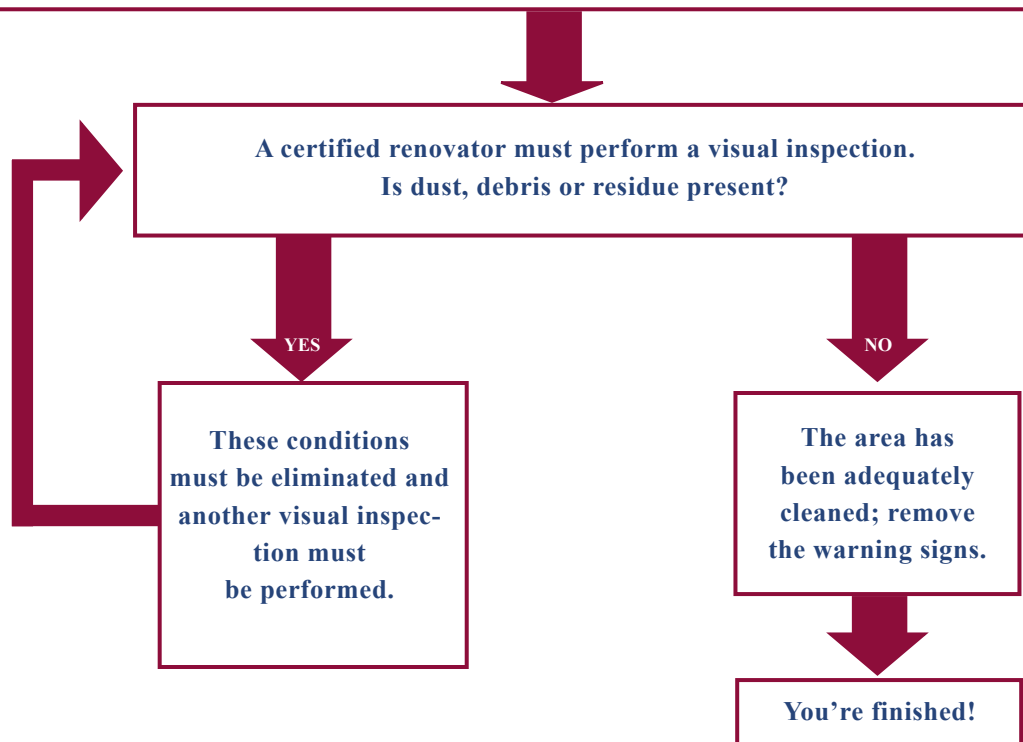 A certified renovator must perform a visual inspection.
Is dust, debris or residue present?
YES
NO
These conditions
must be eliminated and
another visual inspec-
tion must
be performed.
The area has
been adequately
cleaned; remove
the warning signs.
You’re finished!